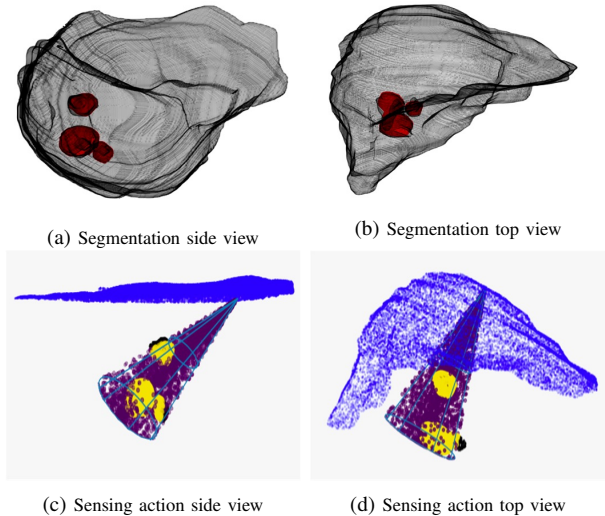 (a) Segmentation side view
(b) Segmentation top view
(c) Sensing action side view
(d) Sensing action top view